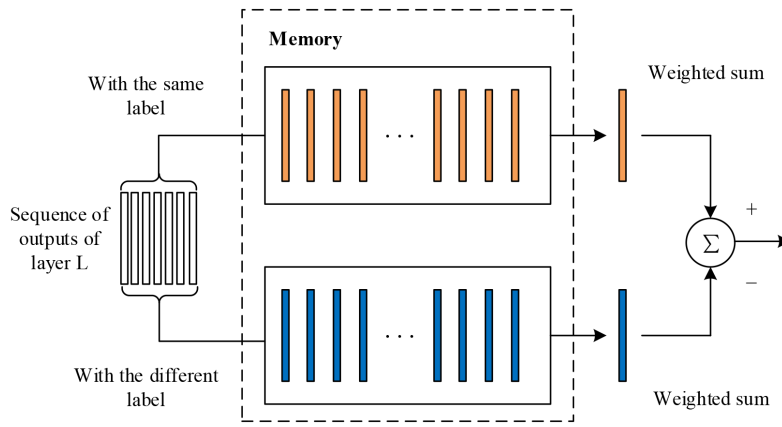 Memory
With the same
label
Weighted sum
. . .
Sequence of
outputs of
layer L
+
Σ
−
. . .
With the different
label
Weighted sum